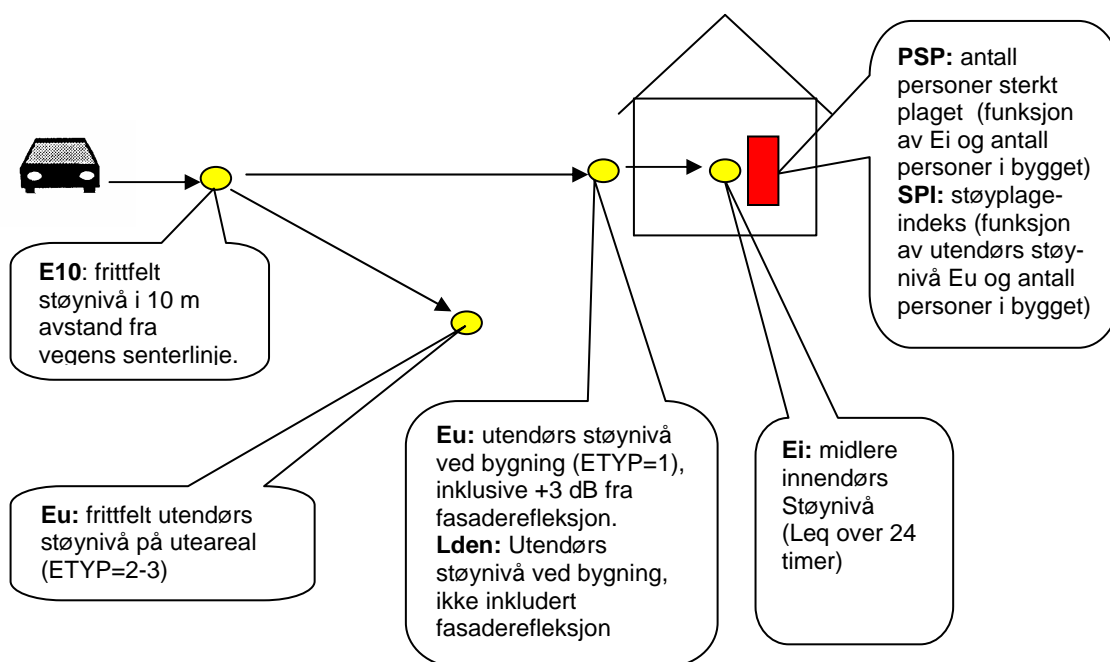 PSP: antall
personer sterkt
plaget (funksjon
av Ei og antall
personer i bygget)
SPI: støyplage-
indeks (funksjon
av utendørs støy-
nivå Eu og antall
personer i bygget)
E10: frittfelt
støynivå i 10 m
avstand fra
vegens senterlinje.
Eu: utendørs støynivå
ved bygning (ETYP=1),
inklusive +3 dB fra
fasaderefleksjon.
Lden: Utendørs
støynivå ved bygning,
ikke inkludert
fasaderefleksjon
Ei: midlere
innendørs
Støynivå
(Leq over 24
timer)
Eu: frittfelt utendørs
støynivå på uteareal
(ETYP=2-3)